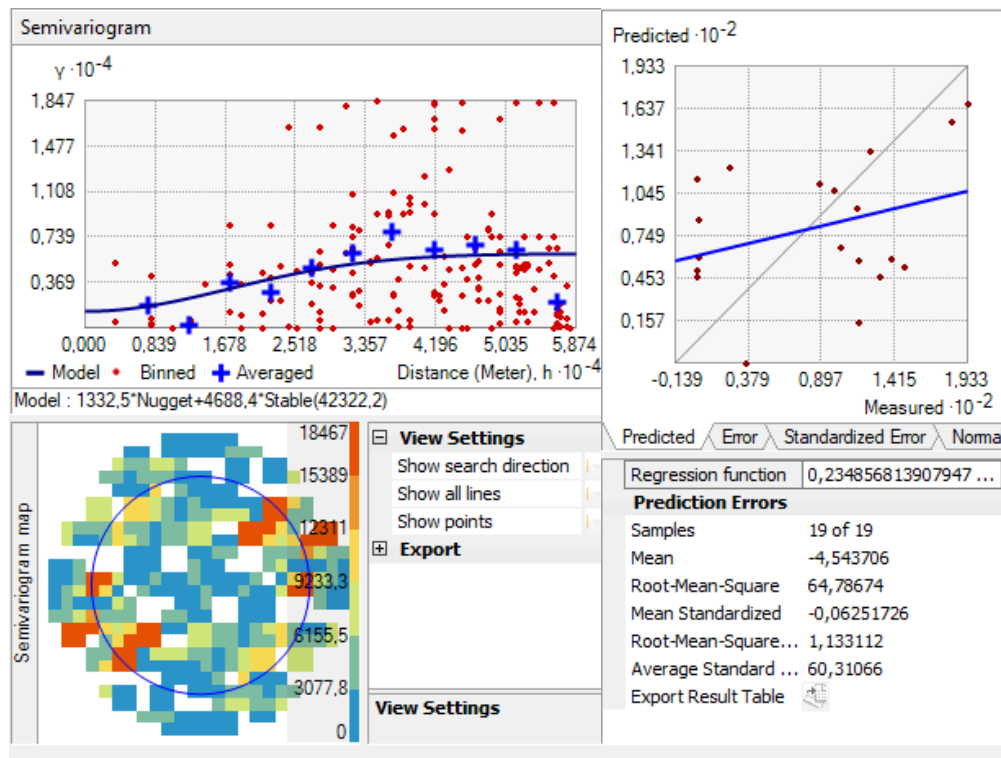 Semivariogram
γ ·10-4
1,847
1,477
1,108
0,739
0,369
0,000 0,839 1,678 2,518 3,357 4,196 5,035 5,874
Model Binned Averaged Distance (Meter), h ·10-4
Model : 1332,5*Nugget+4688,4*Stable(42322,2)
Predicted ·10-2
1,933
1,637
1,341
1,045
0,749
0,453
0,157
-0,139 0,379 0,897 1,415 1,933
Measured ·10-2
Semivariogram map
18467
15389
12311
9233,3
6155,5
3077,8
0
View Settings
Show search direction
Show all lines
Show points
Export
View Settings
Predicted Error Standardized Error Norma
Regression function 0,234856813907947 ...
Prediction Errors
Samples 19 of 19
Mean -4,543706
Root-Mean-Square 64,78674
Mean Standardized -0,06251726
Root-Mean-Square... 1,133112
Average Standard ... 60,31066
Export Result Table